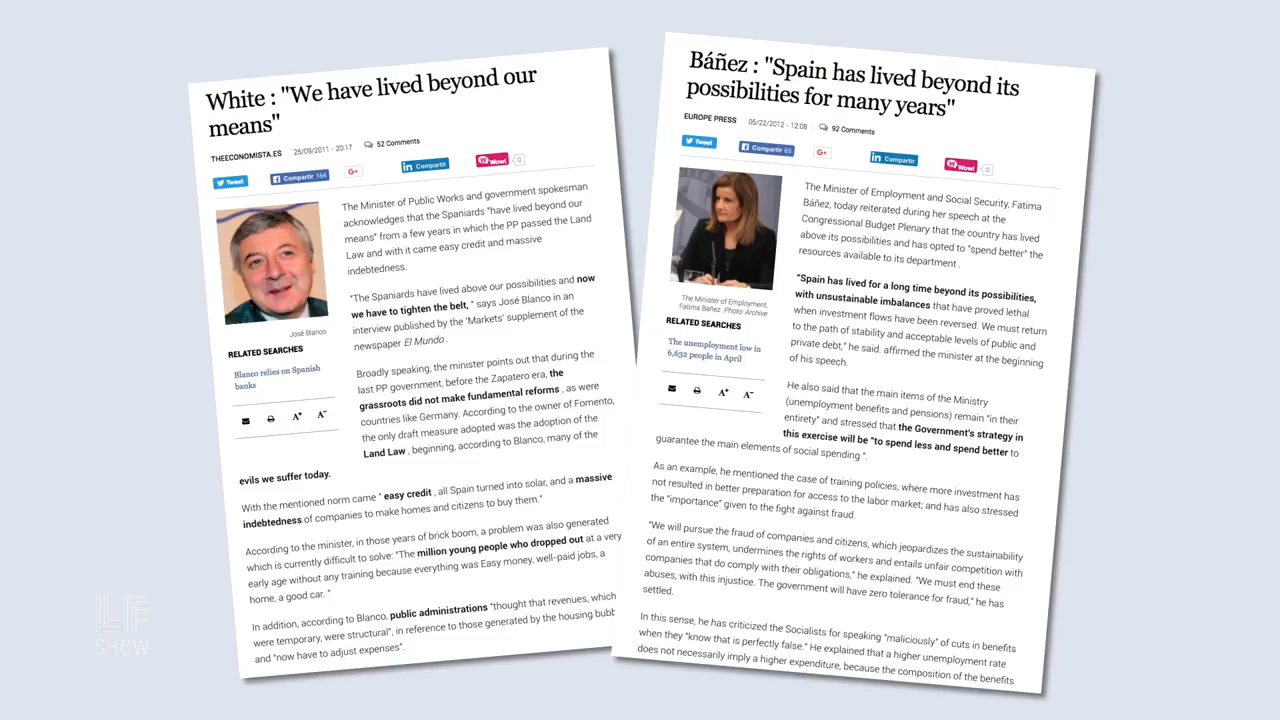 White : "We have lived beyond our
means"
THEECONOMISTA.ES 25/09/2011 - 20:17 52 Comments
Tweet Compartir 164 G+ in Compartir Wow! 0
José Blanco
RELATED SEARCHES
Blanco relies on Spanish
banks
A+ A-
The Minister of Public Works and government spokesman
acknowledges that the Spaniards "have lived beyond our
means" from a few years in which the PP passed the Land
Law and with it came easy credit and massive
indebtedness.
"The Spaniards have lived above our possibilities and now
we have to tighten the belt, " says José Blanco in an
interview published by the 'Markets' supplement of the
newspaper El Mundo .
Broadly speaking, the minister points out that during the
last PP government, before the Zapatero era, the
grassroots did not make fundamental reforms , as were
countries like Germany. According to the owner of Fomento,
the only draft measure adopted was the adoption of the
Land Law , beginning, according to Blanco, many of the
evils we suffer today.
With the mentioned norm came " easy credit , all Spain turned into solar, and a massive
indebtedness of companies to make homes and citizens to buy them."
According to the minister, in those years of brick boom, a problem was also generated
which is currently difficult to solve: "The million young people who dropped out at a very
early age without any training because everything was Easy money, well-paid jobs, a
home, a good car. "
In addition, according to Blanco, public administrations "thought that revenues, which
were temporary, were structural", in reference to those generated by the housing bubb
and "now have to adjust expenses".
Báñez : "Spain has lived beyond its
possibilities for many years"
EUROPE PRESS 05/22/2012 - 12:08 92 Comments
Tweet Compartir 65 G+ in Compartir Wow! 0
The Minister of Employment,
Fatima Bañez. Photo: Archive
RELATED SEARCHES
The unemployment low in
6,632 people in April
A+ A-
The Minister of Employment and Social Security, Fatima
Báñez, today reiterated during her speech at the
Congressional Budget Plenary that the country has lived
above its possibilities and has opted to "spend better" the
resources available to its department .
"Spain has lived for a long time beyond its possibilities,
with unsustainable imbalances that have proved lethal
when investment flows have been reversed. We must return
to the path of stability and acceptable levels of public and
private debt," he said. affirmed the minister at the beginning
of his speech.
He also said that the main items of the Ministry
(unemployment benefits and pensions) remain "in their
entirety" and stressed that the Government's strategy in
this exercise will be "to spend less and spend better to
guarantee the main elements of social spending ".
As an example, he mentioned the case of training policies, where more investment has
not resulted in better preparation for access to the labor market; and has also stressed
the "importance" given to the fight against fraud.
"We will pursue the fraud of companies and citizens, which jeopardizes the sustainability
of an entire system, undermines the rights of workers and entails unfair competition with
companies that do comply with their obligations," he explained. "We must end these
abuses, with this injustice. The government will have zero tolerance for fraud," he has
settled.
In this sense, he has criticized the Socialists for speaking "maliciously" of cuts in benefits
when they "know that is perfectly false." He explained that a higher unemployment rate
does not necessarily imply a higher expenditure, because the composition of the benefits
LF
SHOW